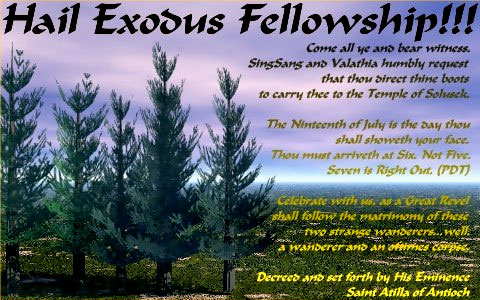 Hail Exodus Fellowship!!!
Come all ye and bear witness.
SingSang and Valathia humbly request
that thou direct thine boots
to carry thee to the Temple of Solusek.
The Ninteenth of July is the day thou
shall showeth your face.
Thou must arriveth at Six. Not Five.
Seven is Right Out. (PDT)
Celebrate with us, as a Great Revel
shall follow the matrimony of these
two strange wanderers...well,
a wanderer and an ofttimes corpse.
Decreed and set forth by His Eminence
Saint Atilla of Antioch